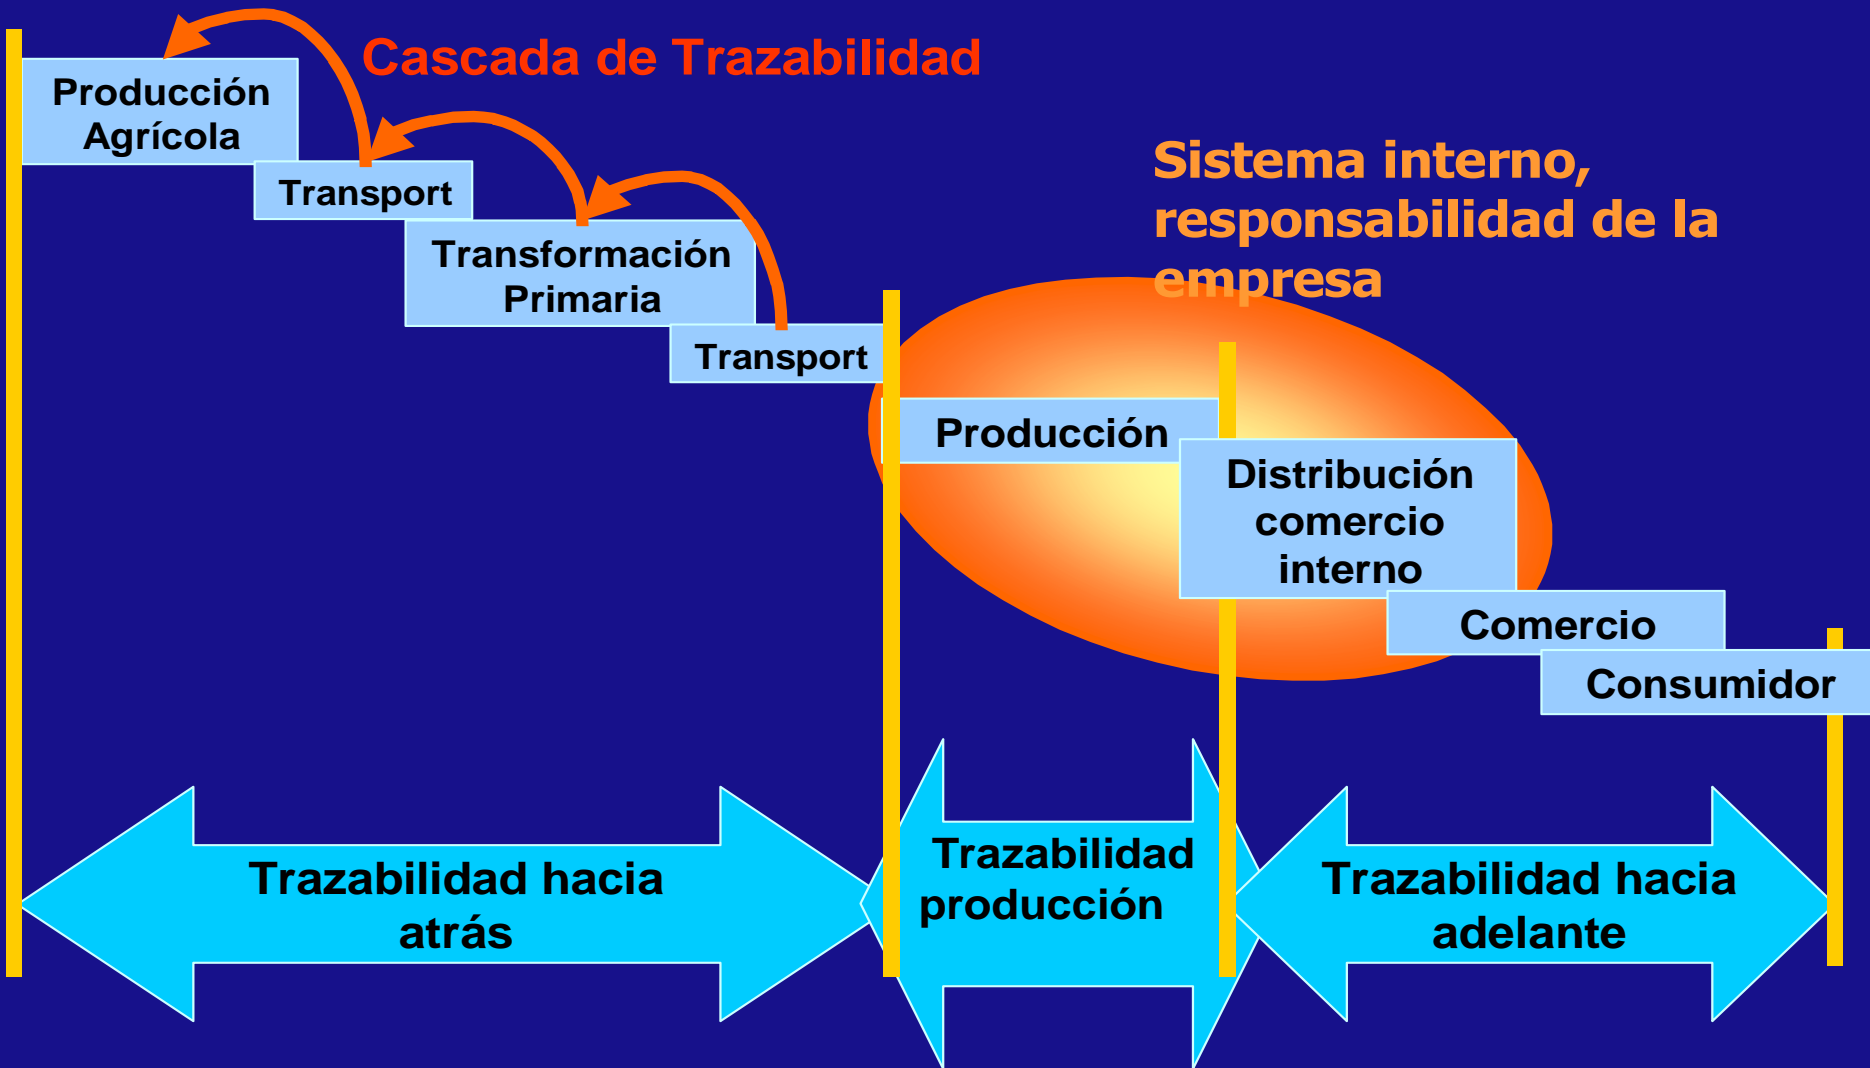 Cascada de Trazabilidad
Producción
Agrícola
Transport
Transformación
Primaria
Transport
Sistema interno,
responsabilidad de la
empresa
Producción
Distribución
comercio
interno
Comercio
Consumidor
Trazabilidad hacia
atrás
Trazabilidad
producción
Trazabilidad hacia
adelante